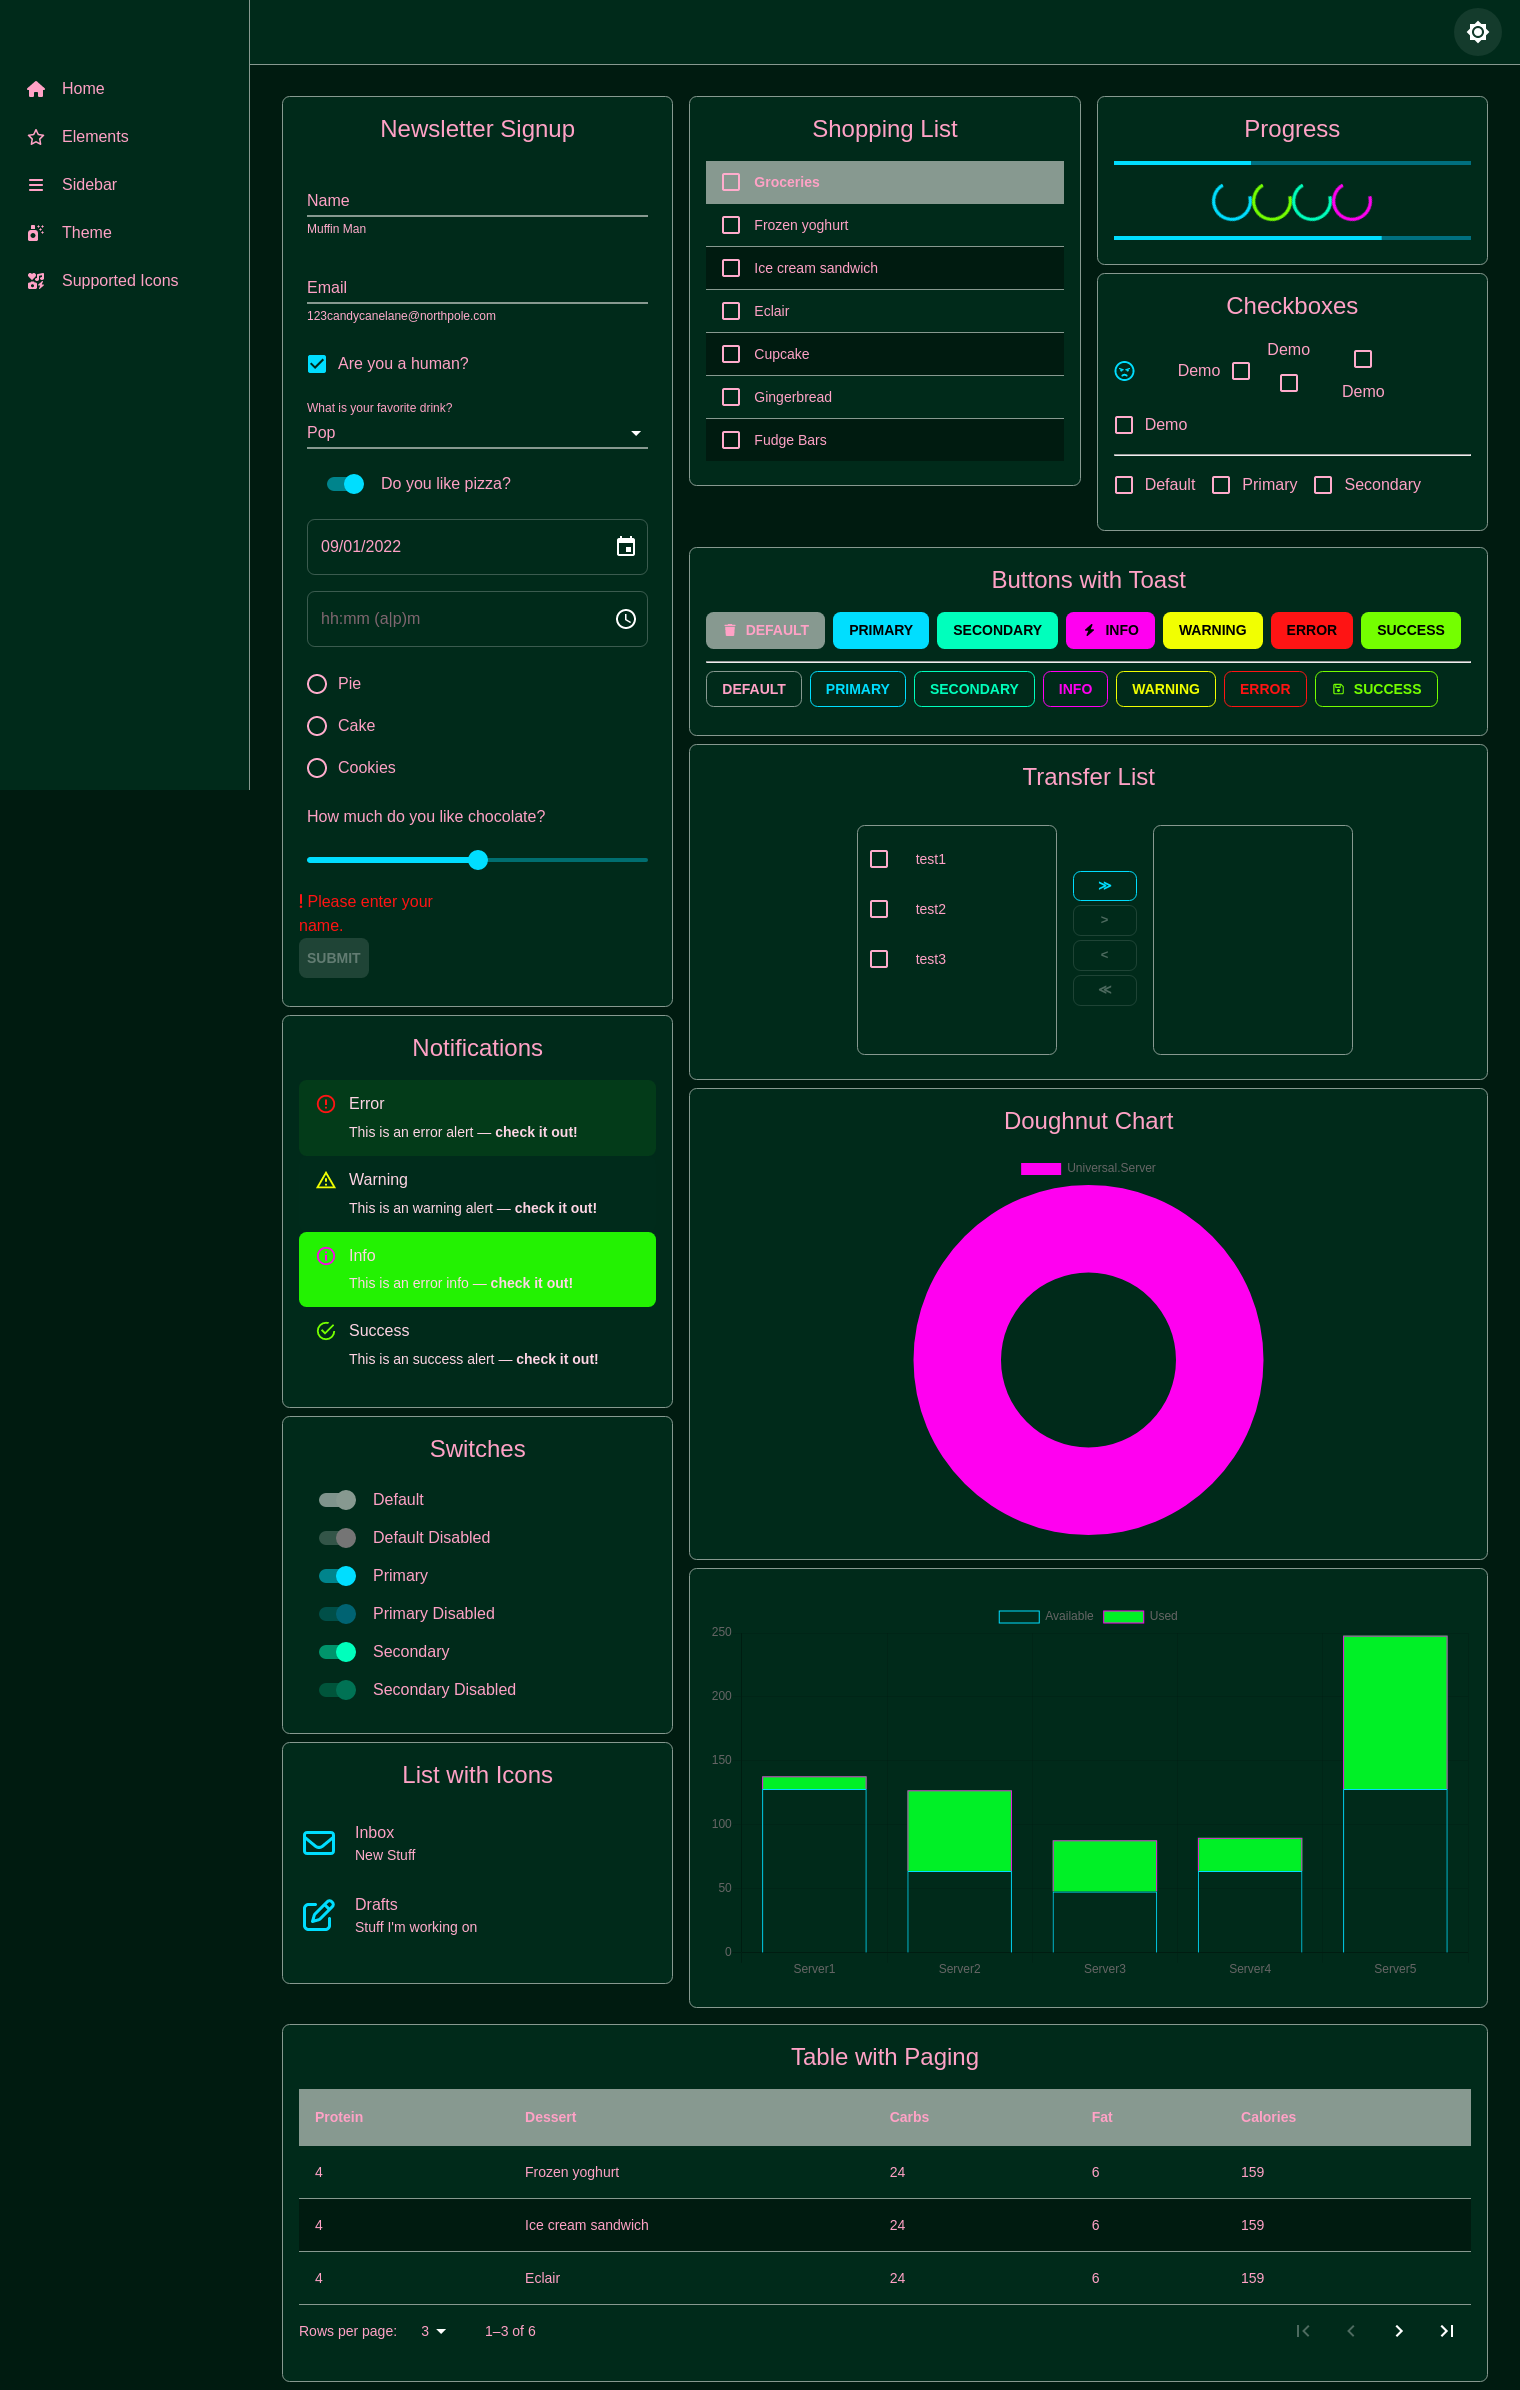 Home
Elements
Sidebar
Theme
Supported Icons
Newsletter Signup
Name
Muffin Man
Email
123candycanelane@northpole.com
Are you a human?
What is your favorite drink?
Pop
Do you like pizza?
09/01/2022
hh:mm (a|p)m
Pie
Cake
Cookies
How much do you like chocolate?
! Please enter your
name.
SUBMIT
Shopping List
Groceries
Frozen yoghurt
Ice cream sandwich
Eclair
Cupcake
Gingerbread
Fudge Bars
Progress
Checkboxes
Demo
Demo
Demo
Demo
Default Primary Secondary
Buttons with Toast
DEFAULT PRIMARY SECONDARY INFO WARNING ERROR SUCCESS
DEFAULT PRIMARY SECONDARY INFO WARNING ERROR SUCCESS
Transfer List
test1
test2
test3
≫
>
<
≪
Notifications
Error
This is an error alert — check it out!
Warning
This is an warning alert — check it out!
Info
This is an error info — check it out!
Success
This is an success alert — check it out!
Doughnut Chart
Universal.Server
Switches
Default
Default Disabled
Primary
Primary Disabled
Secondary
Secondary Disabled
List with Icons
Inbox
New Stuff
Drafts
Stuff I'm working on
Available Used
250
200
150
100
50
0
Server1 Server2 Server3 Server4 Server5
Table with Paging
Protein Dessert Carbs Fat Calories
4 Frozen yoghurt 24 6 159
4 Ice cream sandwich 24 6 159
4 Eclair 24 6 159
Rows per page: 3 1–3 of 6